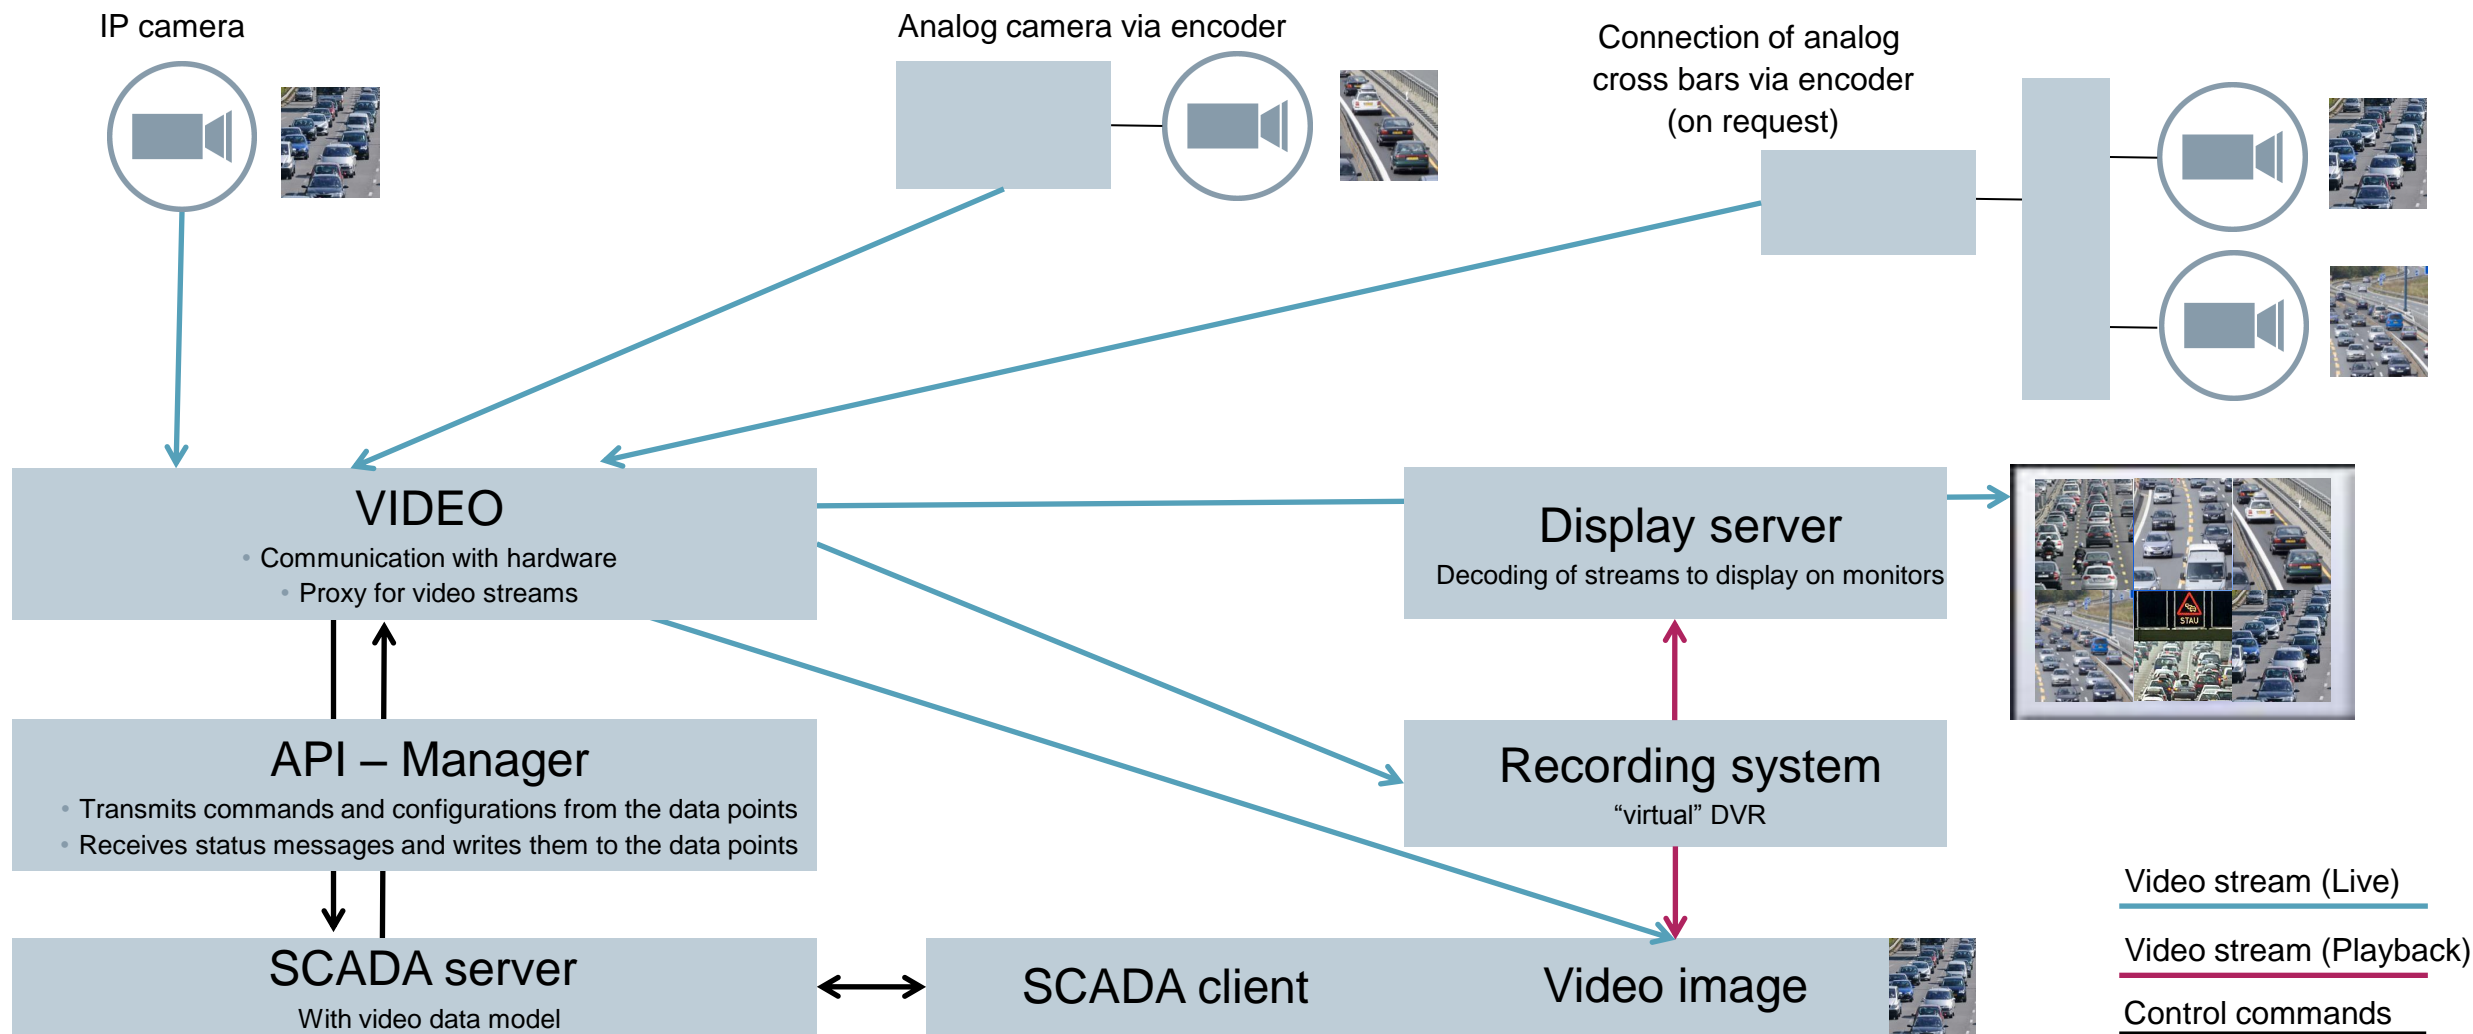 IP camera
Analog camera via encoder
Connection of analog
cross bars via encoder
(on request)
VIDEO
• Communication with hardware
• Proxy for video streams
Display server
Decoding of streams to display on monitors
STAU
API – Manager
• Transmits commands and configurations from the data points
• Receives status messages and writes them to the data points
Recording system
“virtual” DVR
Video stream (Live)
Video stream (Playback)
Control commands
SCADA server
With video data model
SCADA client
Video image